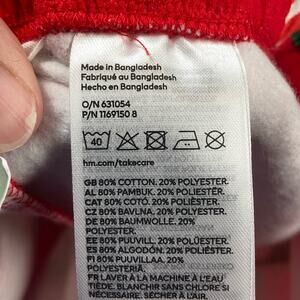 Made in Bangladesh
Fabriqué au Bangladesh
Hecho en Bangladesh
O/N 631054
P/N 1169150 8
40
hm.com/takecare
GB 80% COTTON. 20% POLYESTER.
AL 80% PAMBUK. 20% POLYESTER.
CAT 80% COTÓ. 20% POLIÈSTER.
CZ 80% BAVLNA. 20% POLYESTER.
DE 80% BAUMWOLLE. 20% POLYESTER.
EE 80% PUUVILL. 20% POLÜESTER.
ES 80% ALGODÓN. 20% POLIÉSTER.
FI 80% PUUVILLAA. 20%
POLYESTERIÄ.
FR LAVER À LA MACHINE À L'EAU
TIÈDE. BLANCHIR SANS CHLORE SI
NÉCESSAIRE. SÉCHER À L'AIR.